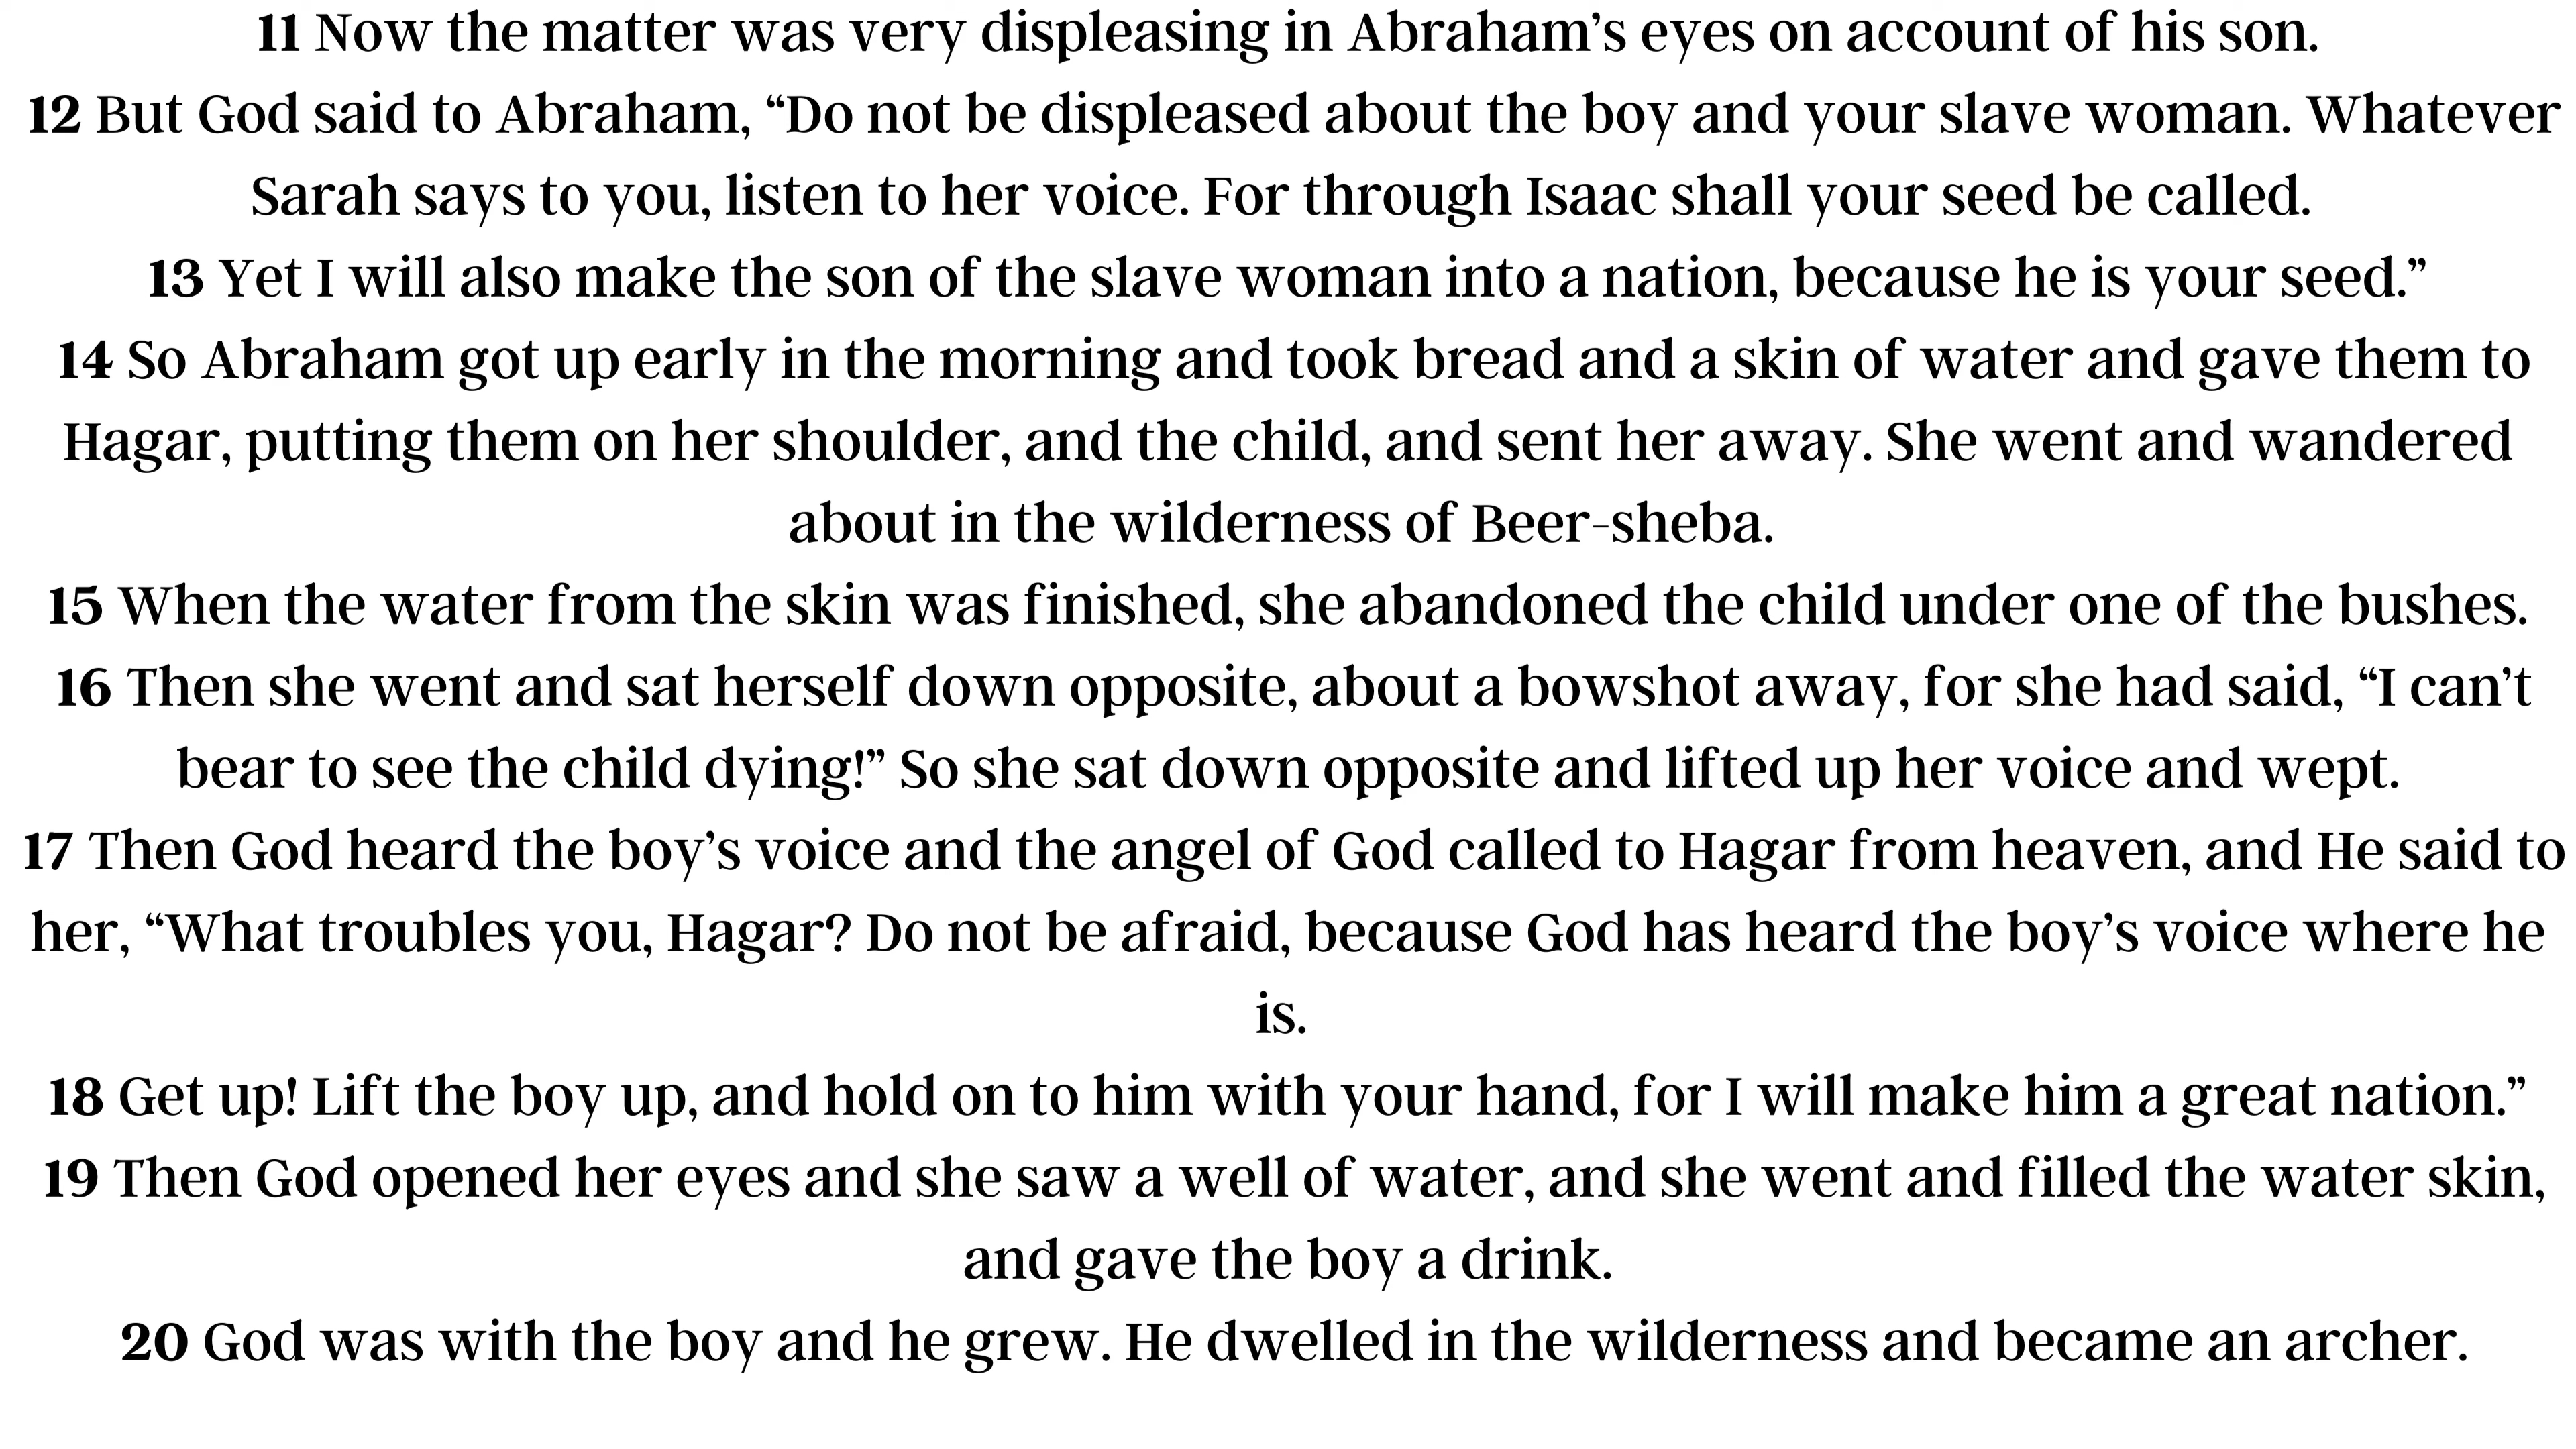 11 Now the matter was very displeasing in Abraham’s eyes on account of his son.
12 But God said to Abraham, “Do not be displeased about the boy and your slave woman. Whatever
Sarah says to you, listen to her voice. For through Isaac shall your seed be called.
13 Yet I will also make the son of the slave woman into a nation, because he is your seed.”
14 So Abraham got up early in the morning and took bread and a skin of water and gave them to
Hagar, putting them on her shoulder, and the child, and sent her away. She went and wandered
about in the wilderness of Beer-sheba.
15 When the water from the skin was finished, she abandoned the child under one of the bushes.
16 Then she went and sat herself down opposite, about a bowshot away, for she had said, “I can’t
bear to see the child dying!” So she sat down opposite and lifted up her voice and wept.
17 Then God heard the boy’s voice and the angel of God called to Hagar from heaven, and He said to
her, “What troubles you, Hagar? Do not be afraid, because God has heard the boy’s voice where he
is.
18 Get up! Lift the boy up, and hold on to him with your hand, for I will make him a great nation.”
19 Then God opened her eyes and she saw a well of water, and she went and filled the water skin,
and gave the boy a drink.
20 God was with the boy and he grew. He dwelled in the wilderness and became an archer.